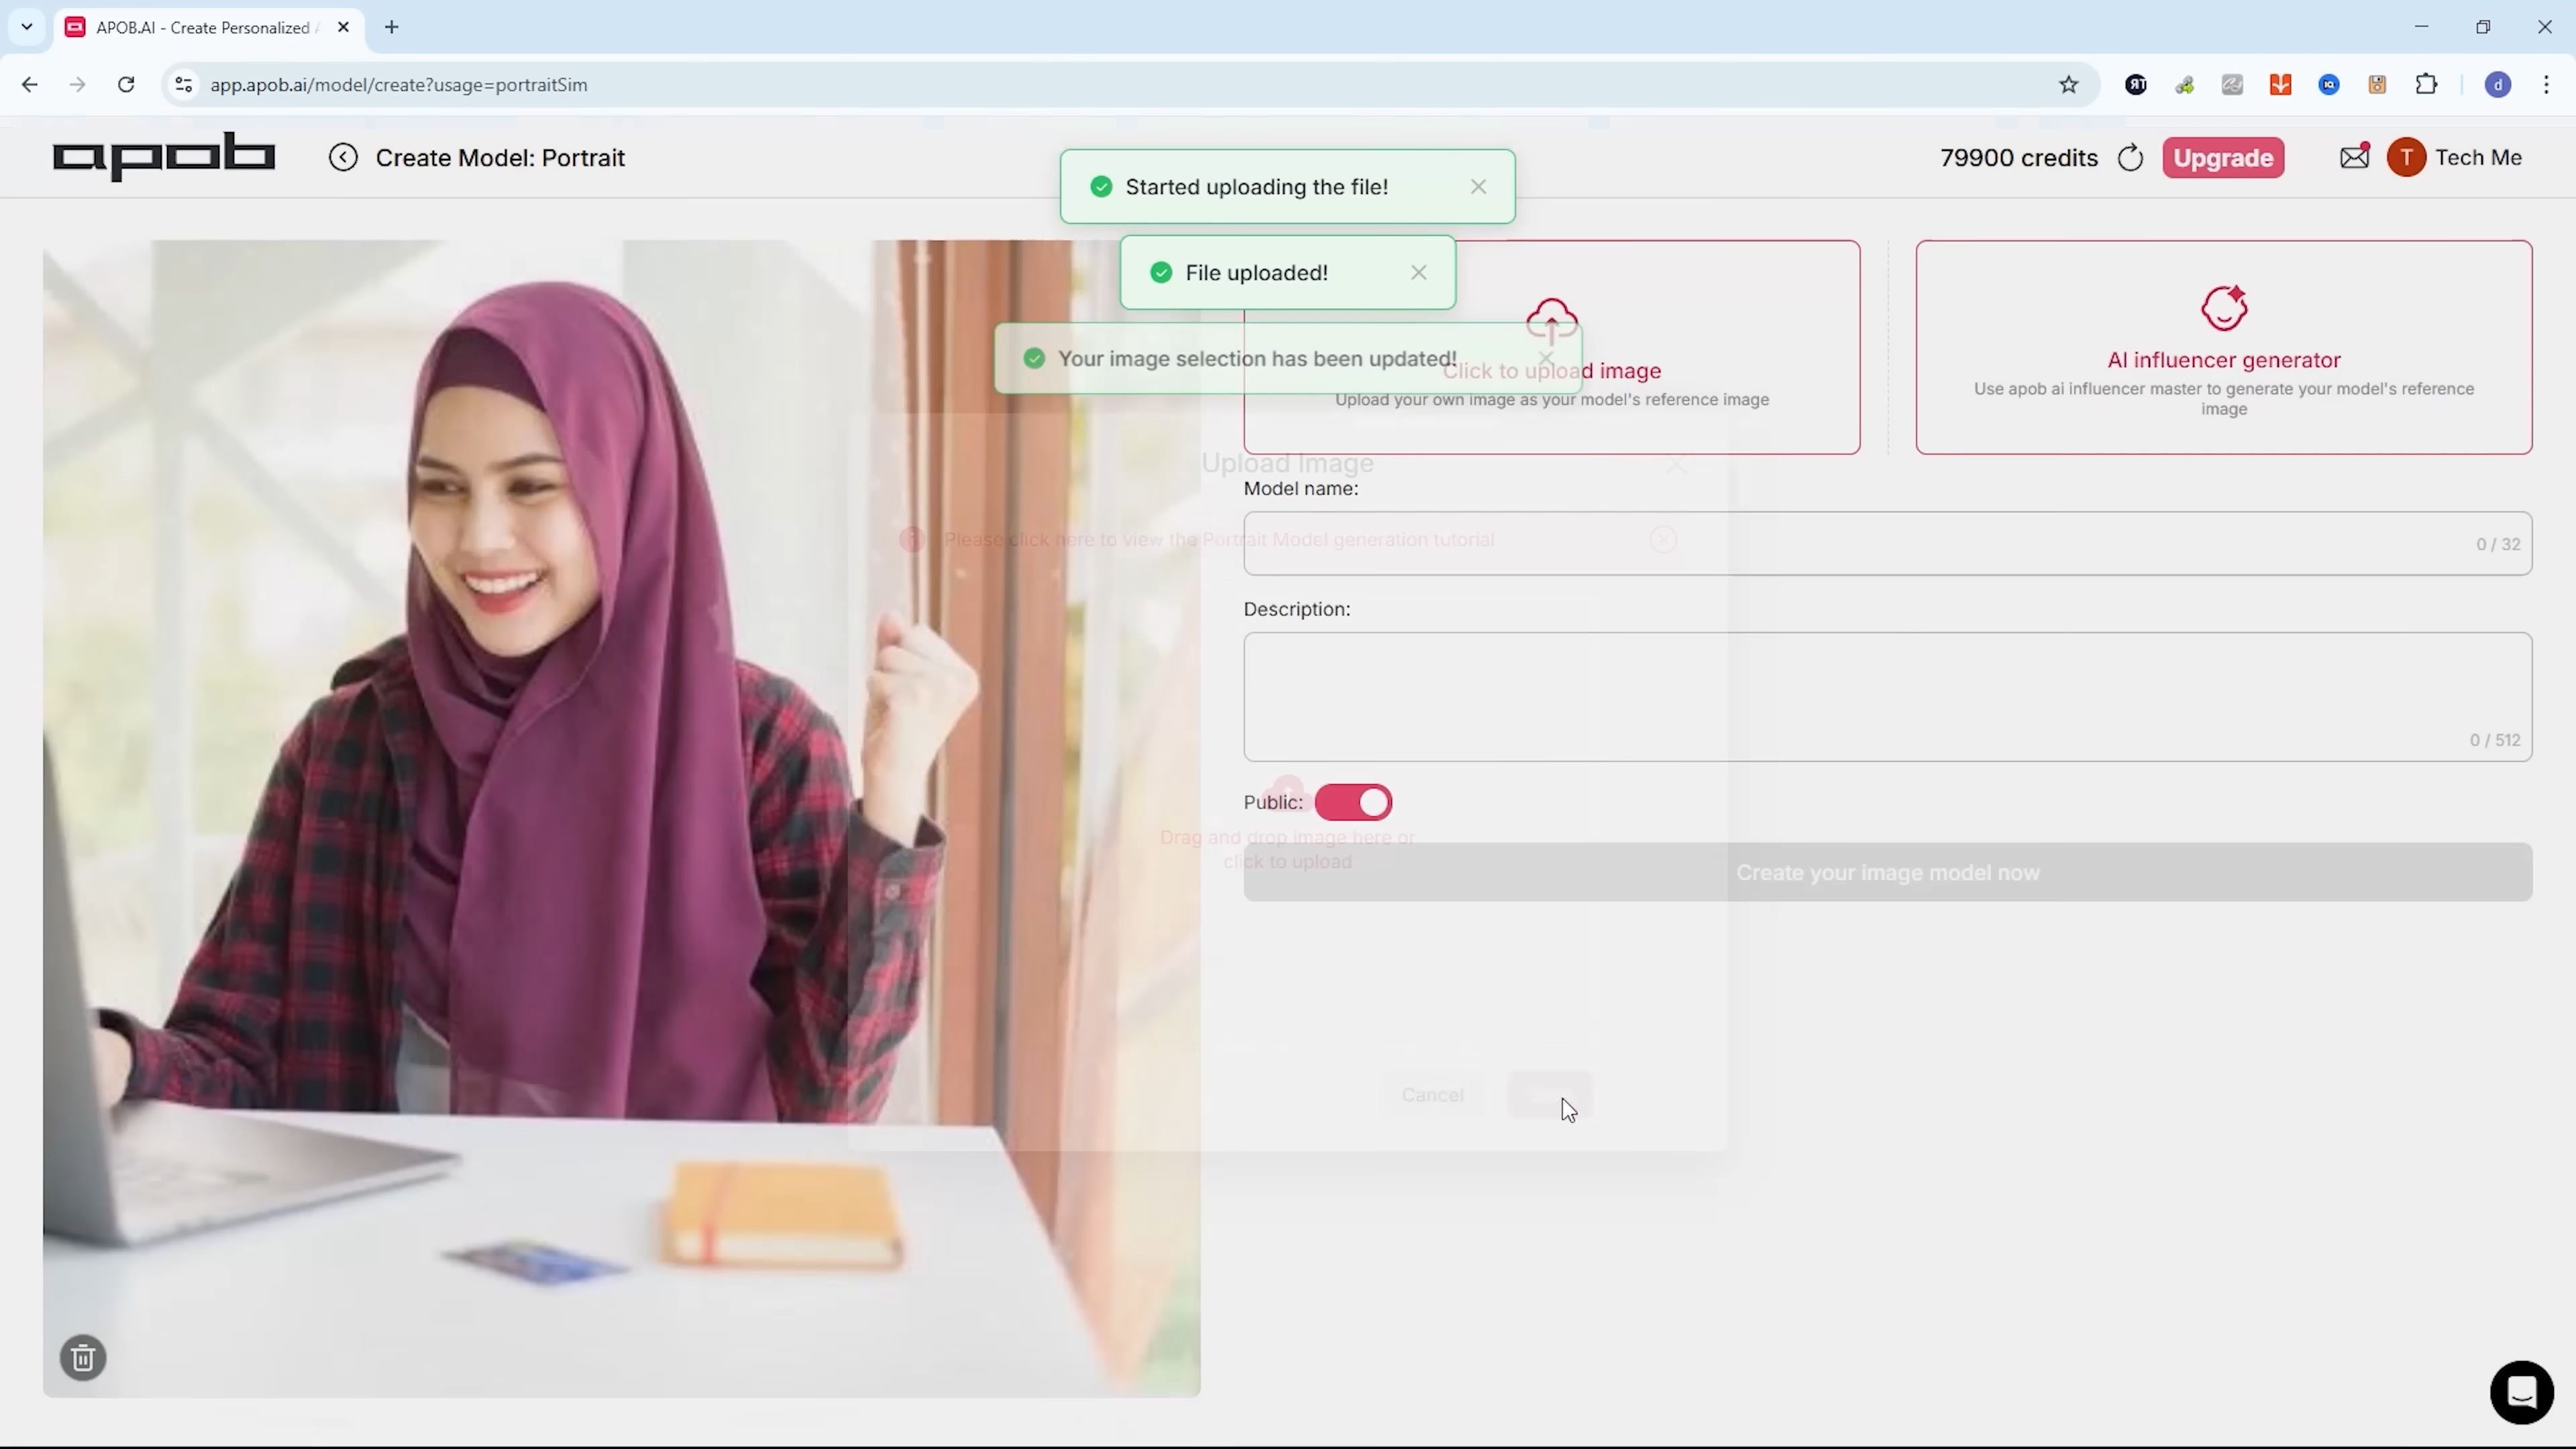 APOB.AI - Create Personalized
app.apob.ai/model/create?usage=portraitSim
apob
Create Model: Portrait
79900 credits
Upgrade
T
Tech Me
d
Started uploading the file!
File uploaded!
Your image selection has been updated!
Click to upload image
Upload your own image as your model's reference image
AI influencer generator
Use apob ai influencer master to generate your model's reference
image
Upload Image
Model name:
Please click here to view the Portrait Model generation tutorial
0 / 32
Description:
0 / 512
Public:
Drag and drop image here or
click to upload
Create your image model now
Cancel